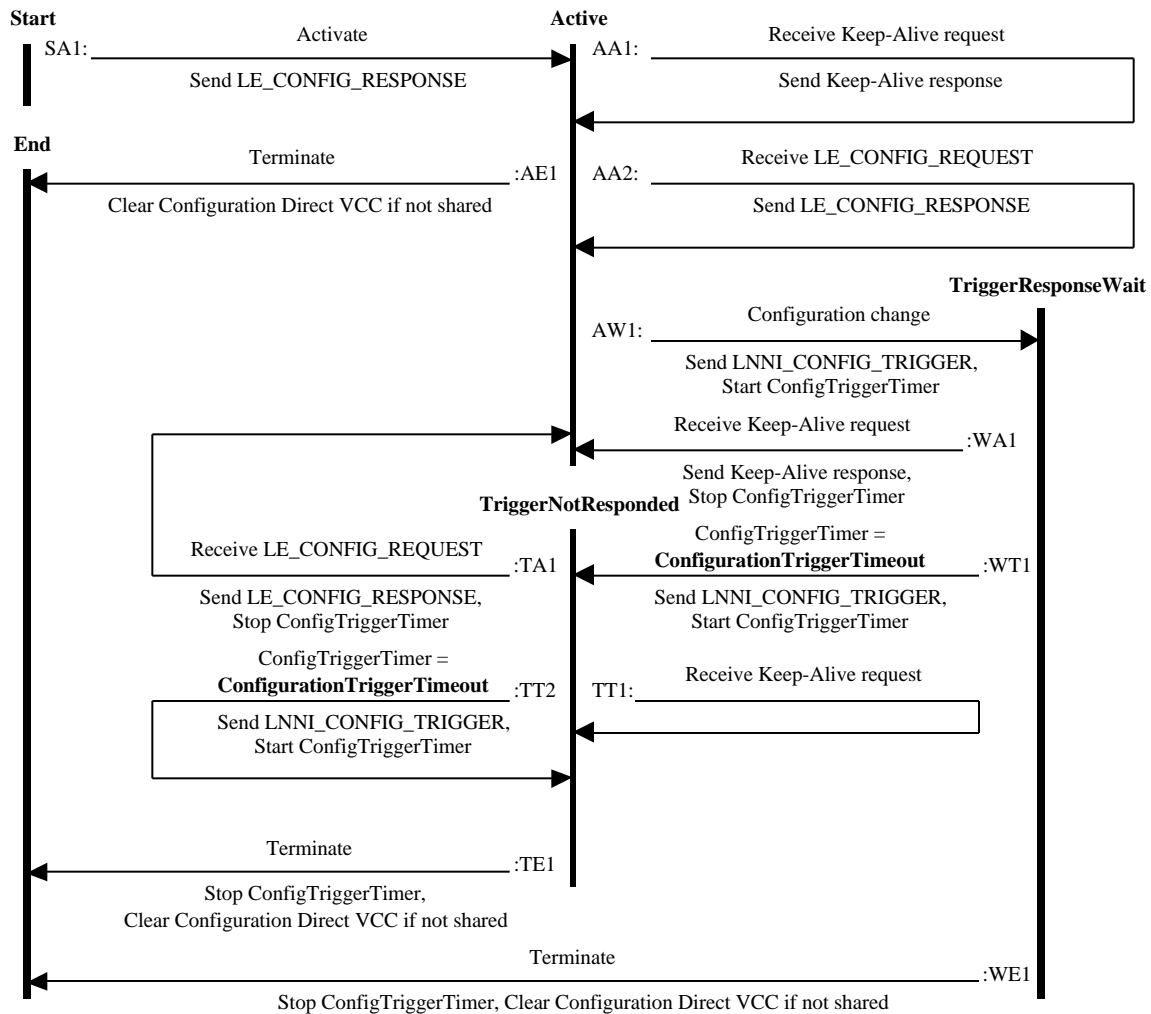 Start
Active
SA1:
Activate
Send LE_CONFIG_RESPONSE
AA1:
Receive Keep-Alive request
Send Keep-Alive response
End
Terminate
:AE1
Clear Configuration Direct VCC if not shared
AA2:
Receive LE_CONFIG_REQUEST
Send LE_CONFIG_RESPONSE
TriggerResponseWait
AW1:
Configuration change
Send LNNI_CONFIG_TRIGGER,
Start ConfigTriggerTimer
Receive Keep-Alive request
:WA1
Send Keep-Alive response,
Stop ConfigTriggerTimer
TriggerNotResponded
Receive LE_CONFIG_REQUEST
:TA1
Send LE_CONFIG_RESPONSE,
Stop ConfigTriggerTimer
ConfigTriggerTimer =
ConfigurationTriggerTimeout
:WT1
Send LNNI_CONFIG_TRIGGER,
Start ConfigTriggerTimer
ConfigTriggerTimer =
ConfigurationTriggerTimeout
:TT2
Send LNNI_CONFIG_TRIGGER,
Start ConfigTriggerTimer
TT1:
Receive Keep-Alive request
Terminate
:TE1
Stop ConfigTriggerTimer,
Clear Configuration Direct VCC if not shared
Terminate
:WE1
Stop ConfigTriggerTimer, Clear Configuration Direct VCC if not shared